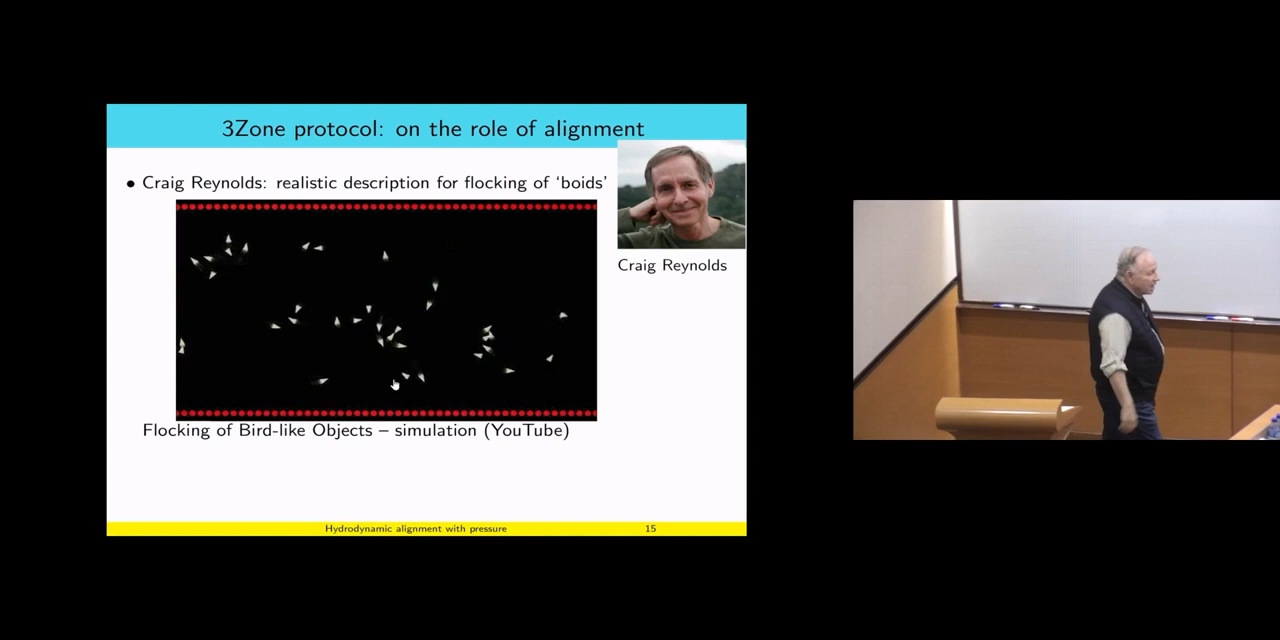 3Zone protocol: on the role of alignment
• Craig Reynolds: realistic description for flocking of ‘boids’
Craig Reynolds
Flocking of Bird-like Objects – simulation (YouTube)
Hydrodynamic alignment with pressure 15